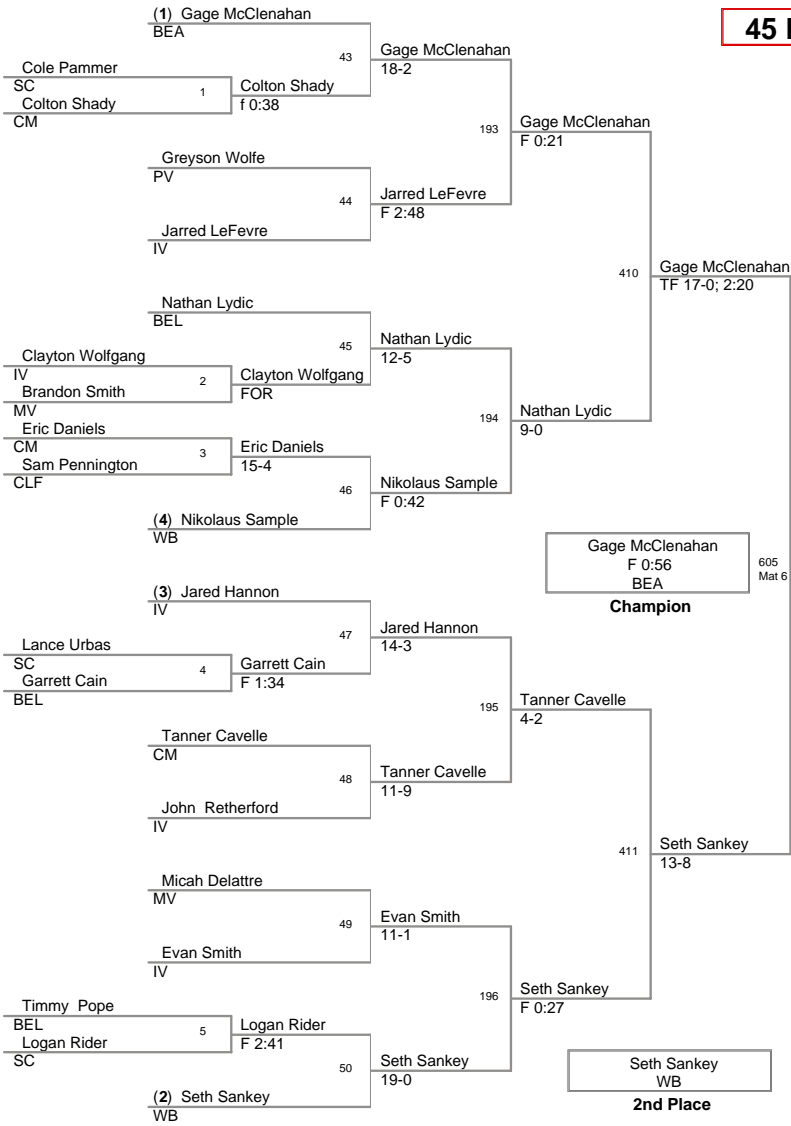 (1) Gage McClenahan
45
BEA
43
Gage McClenahan
18-2
Cole Pammer
SC
1
Colton Shady
f 0:38
Colton Shady
CM
193
Gage McClenahan
F 0:21
Greyson Wolfe
PV
44
Jarred LeFevre
F 2:48
Jarred LeFevre
IV
410
Gage McClenahan
TF 17-0; 2:20
Nathan Lydic
BEL
45
Nathan Lydic
12-5
Clayton Wolfgang
IV
2
Clayton Wolfgang
FOR
Brandon Smith
MV
194
Nathan Lydic
9-0
Eric Daniels
CM
3
Eric Daniels
15-4
Sam Pennington
CLF
46
Nikolaus Sample
F 0:42
(4) Nikolaus Sample
WB
Gage McClenahan
F 0:56
BEA
605
Mat 6
Champion
(3) Jared Hannon
IV
47
Jared Hannon
14-3
Lance Urbas
SC
4
Garrett Cain
F 1:34
Garrett Cain
BEL
195
Tanner Cavelle
4-2
Tanner Cavelle
CM
48
Tanner Cavelle
11-9
John Retherford
IV
411
Seth Sankey
13-8
Micah Delattre
MV
49
Evan Smith
11-1
Evan Smith
IV
196
Seth Sankey
F 0:27
Timmy Pope
BEL
5
Logan Rider
F 2:41
Logan Rider
SC
50
Seth Sankey
19-0
(2) Seth Sankey
WB
Seth Sankey
WB
2nd Place